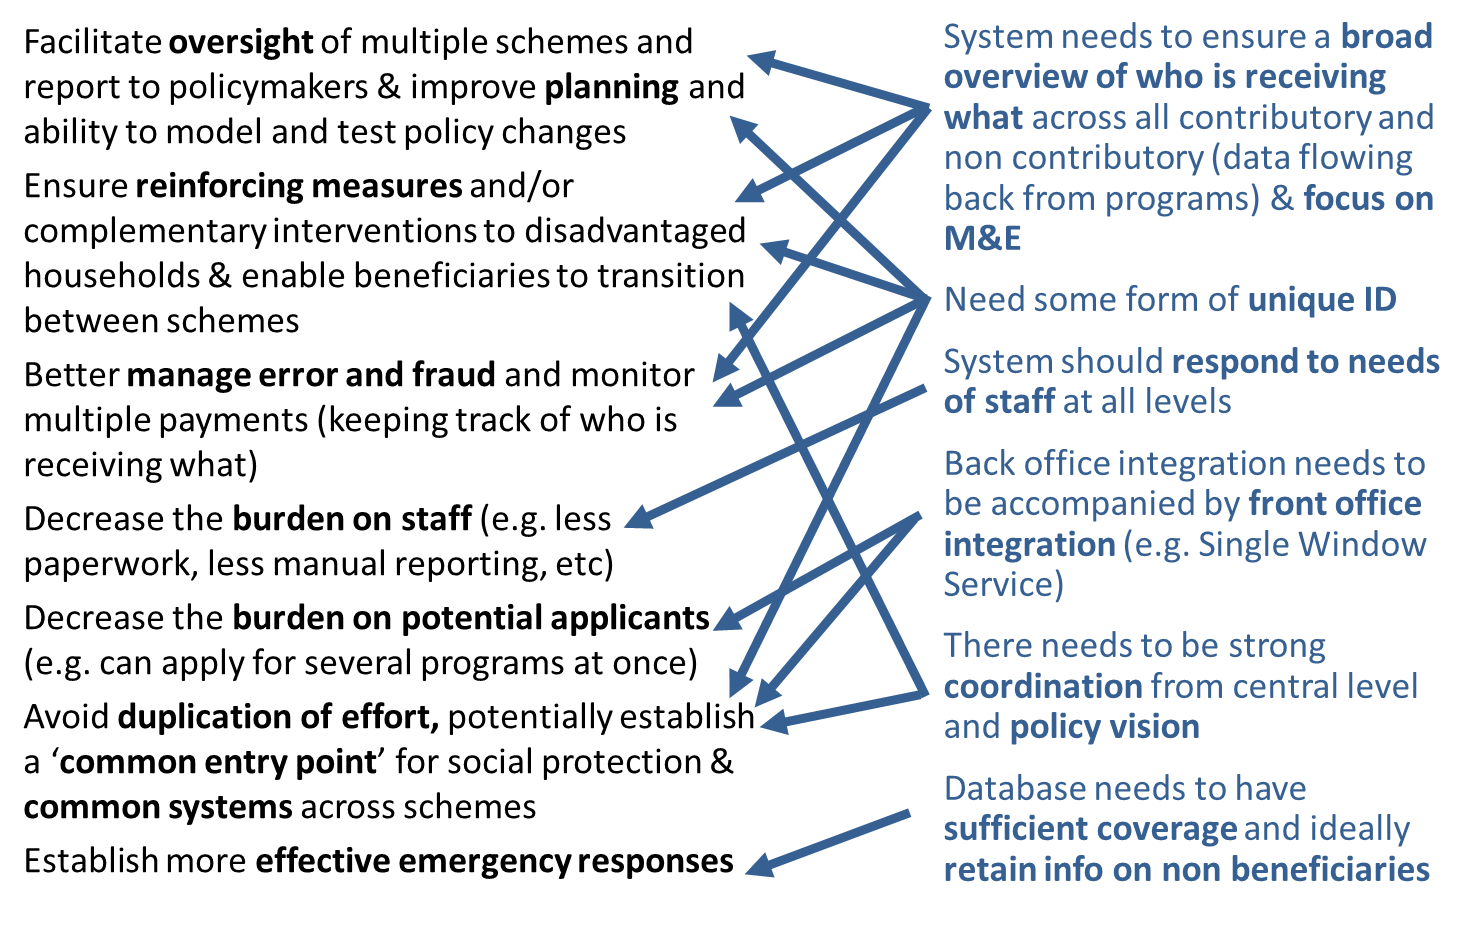 Facilitate oversight of multiple schemes and
report to policymakers & improve planning and
ability to model and test policy changes
Ensure reinforcing measures and/or
complementary interventions to disadvantaged
households & enable beneficiaries to transition
between schemes
Better manage error and fraud and monitor
multiple payments (keeping track of who is
receiving what)
Decrease the burden on staff (e.g. less
paperwork, less manual reporting, etc)
Decrease the burden on potential applicants
(e.g. can apply for several programs at once)
Avoid duplication of effort, potentially establish
a ‘common entry point’ for social protection &
common systems across schemes
Establish more effective emergency responses
System needs to ensure a broad
overview of who is receiving
what across all contributory and
non contributory (data flowing
back from programs) & focus on
M&E
Need some form of unique ID
System should respond to needs
of staff at all levels
Back office integration needs to
be accompanied by front office
integration (e.g. Single Window
Service)
There needs to be strong
coordination from central level
and policy vision
Database needs to have
sufficient coverage and ideally
retain info on non beneficiaries